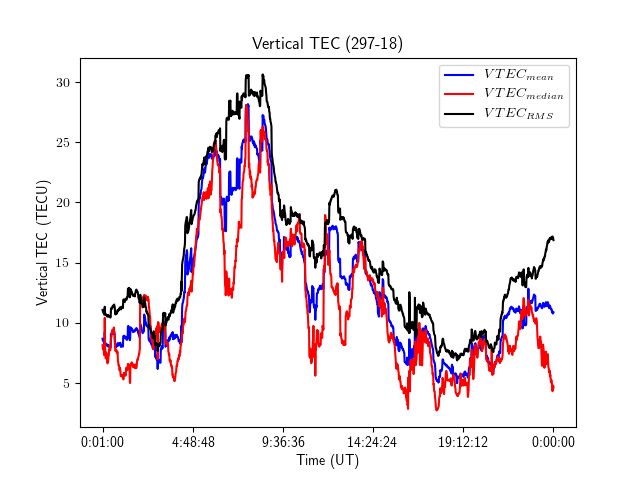 Vertical TEC (297-18)
VTEC_mean
VTEC_median
VTEC_RMS
Vertical TEC (TECU)
30
25
20
15
10
5
0:01:00 4:48:48 9:36:36 14:24:24 19:12:12 0:00:00
Time (UT)